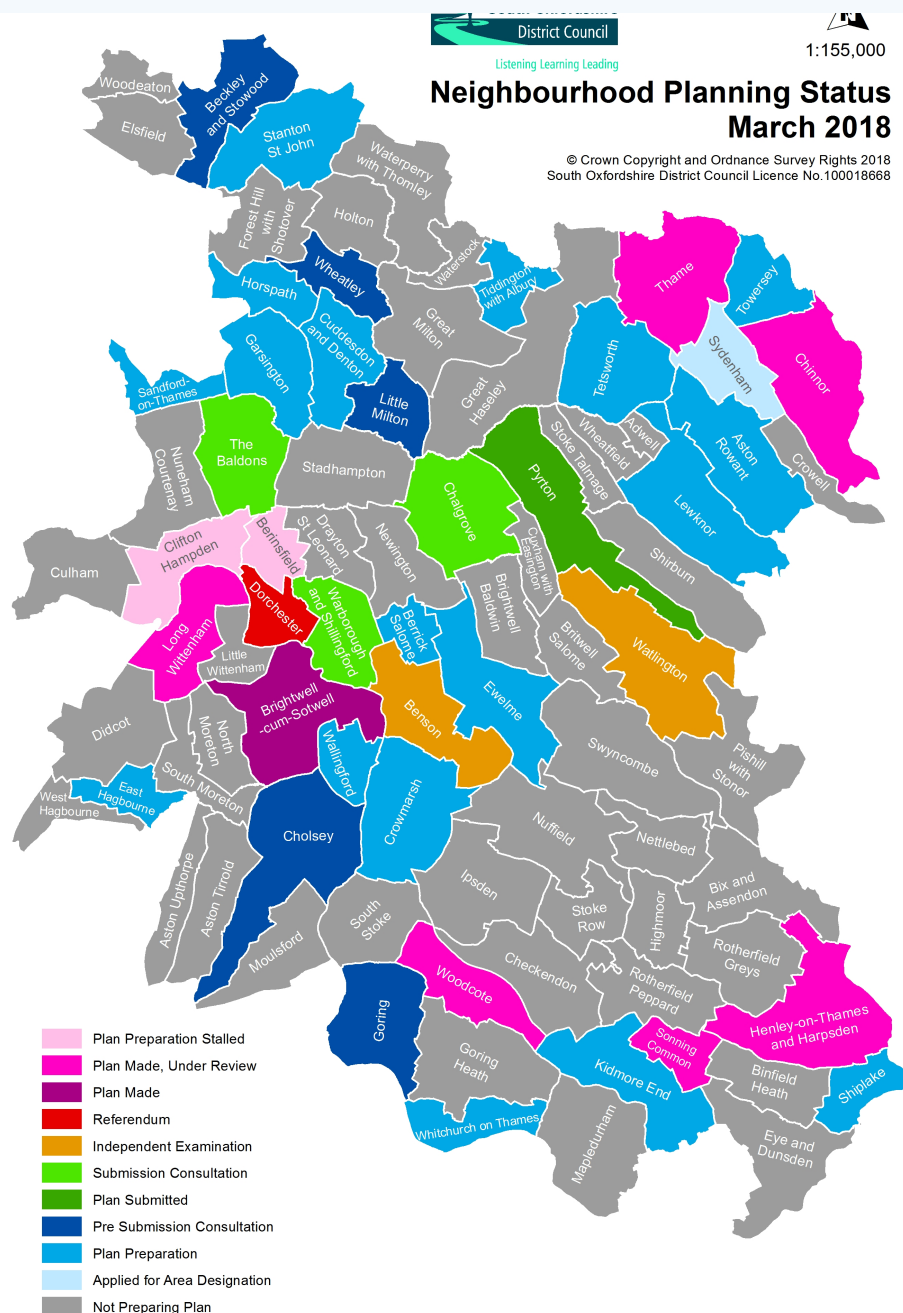 District Council
Listening Learning Leading
N
1:155,000
Neighbourhood Planning Status
March 2018
© Crown Copyright and Ordnance Survey Rights 2018
South Oxfordshire District Council Licence No.100018668
Woodeaton
Beckley
and Stowood
Elsfield
Stanton
St John
Waterperry
with Thomley
Forest Hill
with
Shotover
Holton
Waterstock
Wheatley
Tiddington
with Albury
Thame
Towersey
Horspath
Great
Milton
Cuddesdon
and Denton
Garsington
Sydenham
Chinnor
Tetsworth
Sandford-
on-Thames
Little
Milton
Great
Haseley
The
Baldons
Nuneham
Courtenay
Stadhampton
Stoke Talmage
Wheatfield
Adwell
Aston
Rowant
Crowell
Pyrton
Chalgrove
Lewknor
Clifton
Hampden
Berinsfield
Drayton
St Leonard
Newington
Cuxham with
Easington
Shirburn
Culham
Dorchester
Warborough
and Shillingford
Brightwell
Baldwin
Berrick
Salome
Britwell
Salome
Watlington
Long
Wittenham
Little
Wittenham
Brightwell
-cum-Sotwell
Benson
Ewelme
Didcot
North
Moreton
Wallingford
Swyncombe
Pishill
with
Stonor
South Moreton
West
Hagbourne
East
Hagbourne
Crowmarsh
Cholsey
Nuffield
Nettlebed
Aston Upthorpe
Aston Tirrold
Ipsden
Bix and
Assendon
South
Stoke
Stoke
Row
Highmoor
Moulsford
Rotherfield
Greys
Checkendon
Woodcote
Rotherfield
Peppard
Goring
Henley-on-Thames
and Harpsden
Sonning
Common
Goring
Heath
Kidmore End
Binfield
Heath
Shiplake
Whitchurch on Thames
Mapledurham
Eye and
Dunsden
Plan Preparation Stalled
Plan Made, Under Review
Plan Made
Referendum
Independent Examination
Submission Consultation
Plan Submitted
Pre Submission Consultation
Plan Preparation
Applied for Area Designation
Not Preparing Plan